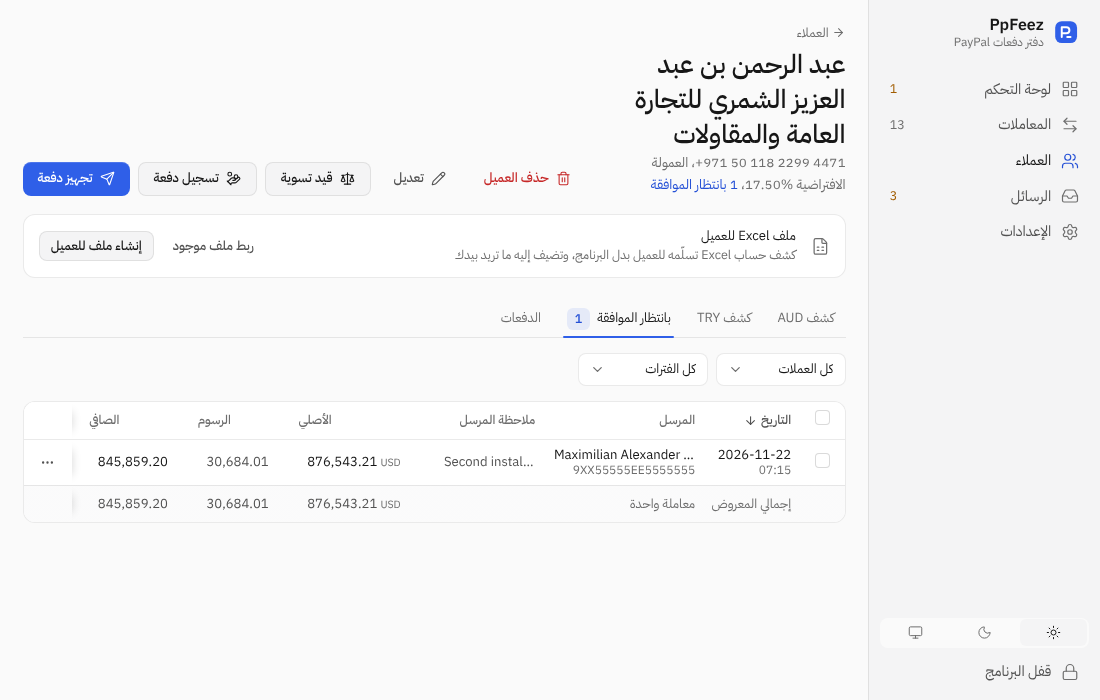 PpFeez
دفتر دفعات PayPal
لوحة التحكم 1
المعاملات 13
العملاء
الرسائل 3
الإعدادات
قفل البرنامج
العملاء
عبد الرحمن بن عبد
العزيز الشمري للتجارة
العامة والمقاولات
+971 50 118 2299 4471، العمولة
الافتراضية 17.50%، 1 بانتظار الموافقة
حذف العميل
تعديل
قيد تسوية
تسجيل دفعة
تجهيز دفعة
ملف Excel للعميل
كشف حساب Excel تسلّمه للعميل بدل البرنامج، وتضيف إليه ما تريد بيدك
ربط ملف موجود
إنشاء ملف للعميل
كشف AUD
كشف TRY
بانتظار الموافقة 1
الدفعات
كل العملات
كل الفترات
التاريخ المرسل ملاحظة المرسل الأصلي الرسوم الصافي
2026-11-22 Maximilian Alexander ... Second instal... 876,543.21 USD 30,684.01 845,859.20
07:15 9XX55555EE5555555
إجمالي المعروض معاملة واحدة 876,543.21 USD 30,684.01 845,859.20